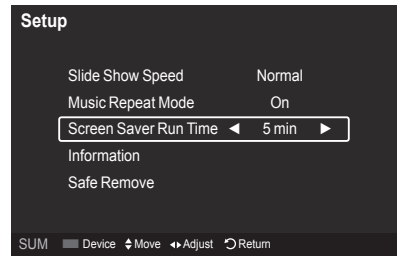 Setup
Slide Show Speed Normal
Music Repeat Mode On
Screen Saver Run Time ◄ 5 min ►
Information
Safe Remove
SUM Device Move Adjust Return